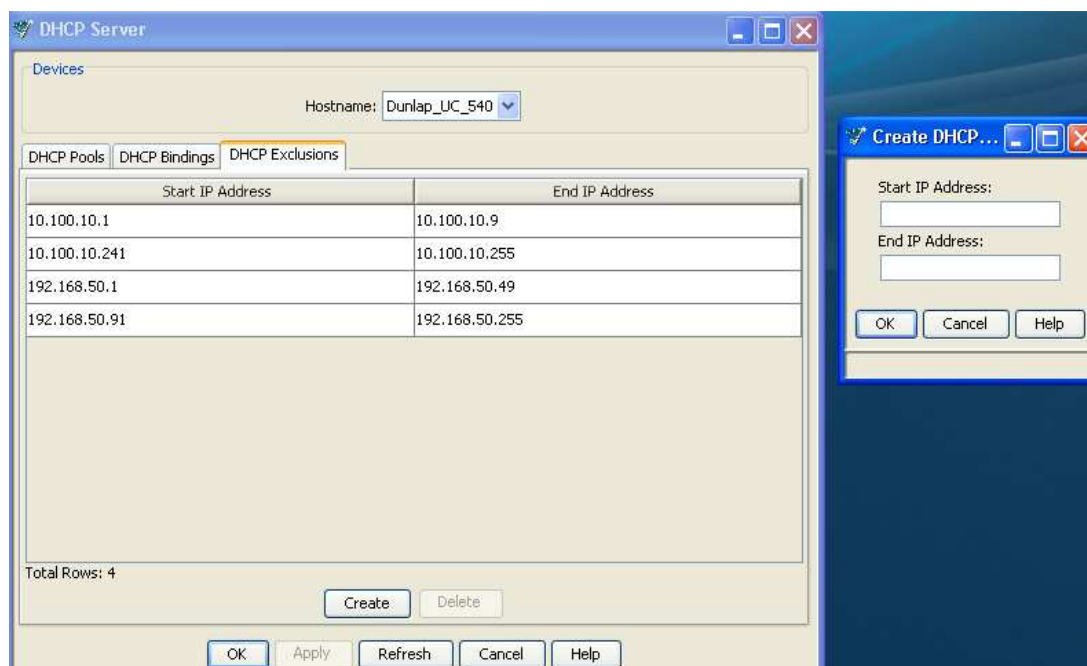 DHCP Server
Devices
Hostname: Dunlap_UC_540
DHCP Pools DHCP Bindings DHCP Exclusions
Start IP Address End IP Address
10.100.10.1 10.100.10.9
10.100.10.241 10.100.10.255
192.168.50.1 192.168.50.49
192.168.50.91 192.168.50.255
Total Rows: 4
Create Delete
OK Apply Refresh Cancel Help
Create DHCP...
Start IP Address:
End IP Address:
OK Cancel Help